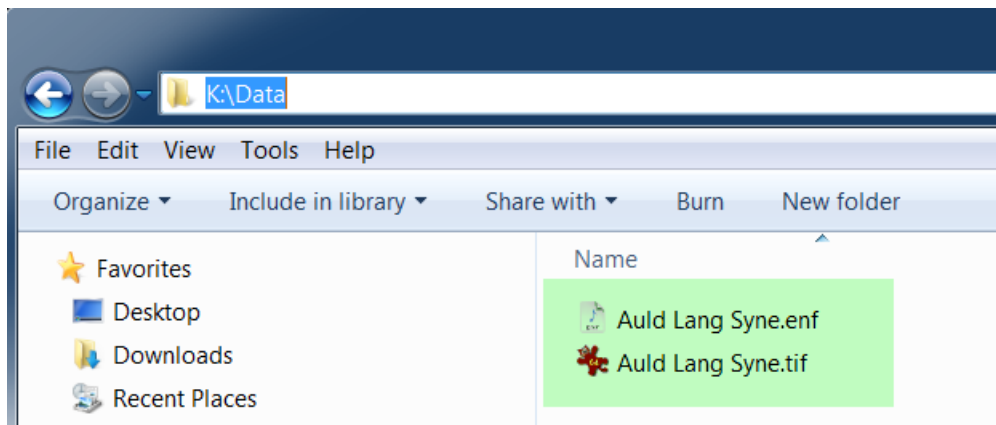 K:\Data
File Edit View Tools Help
Organize Include in library Share with Burn New folder
Favorites
Desktop
Downloads
Recent Places
Name
Auld Lang Syne.enf
Auld Lang Syne.tif